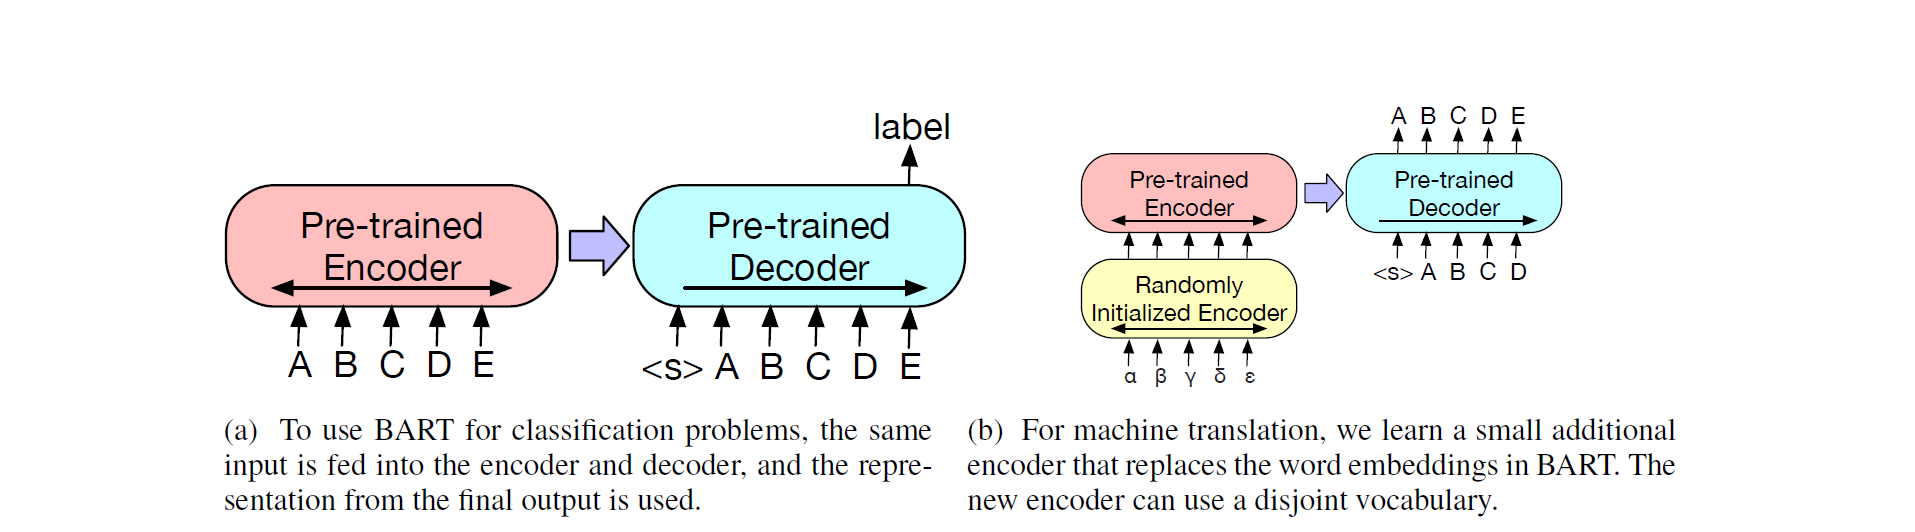 label
Pre-trained
Encoder
Pre-trained
Decoder
A B C D E
<s> A B C D E
(a) To use BART for classification problems, the same
input is fed into the encoder and decoder, and the repre-
sentation from the final output is used.
A B C D E
Pre-trained
Encoder
Pre-trained
Decoder
<s> A B C D
Randomly
Initialized Encoder
α β γ δ ε
(b) For machine translation, we learn a small additional
encoder that replaces the word embeddings in BART. The
new encoder can use a disjoint vocabulary.